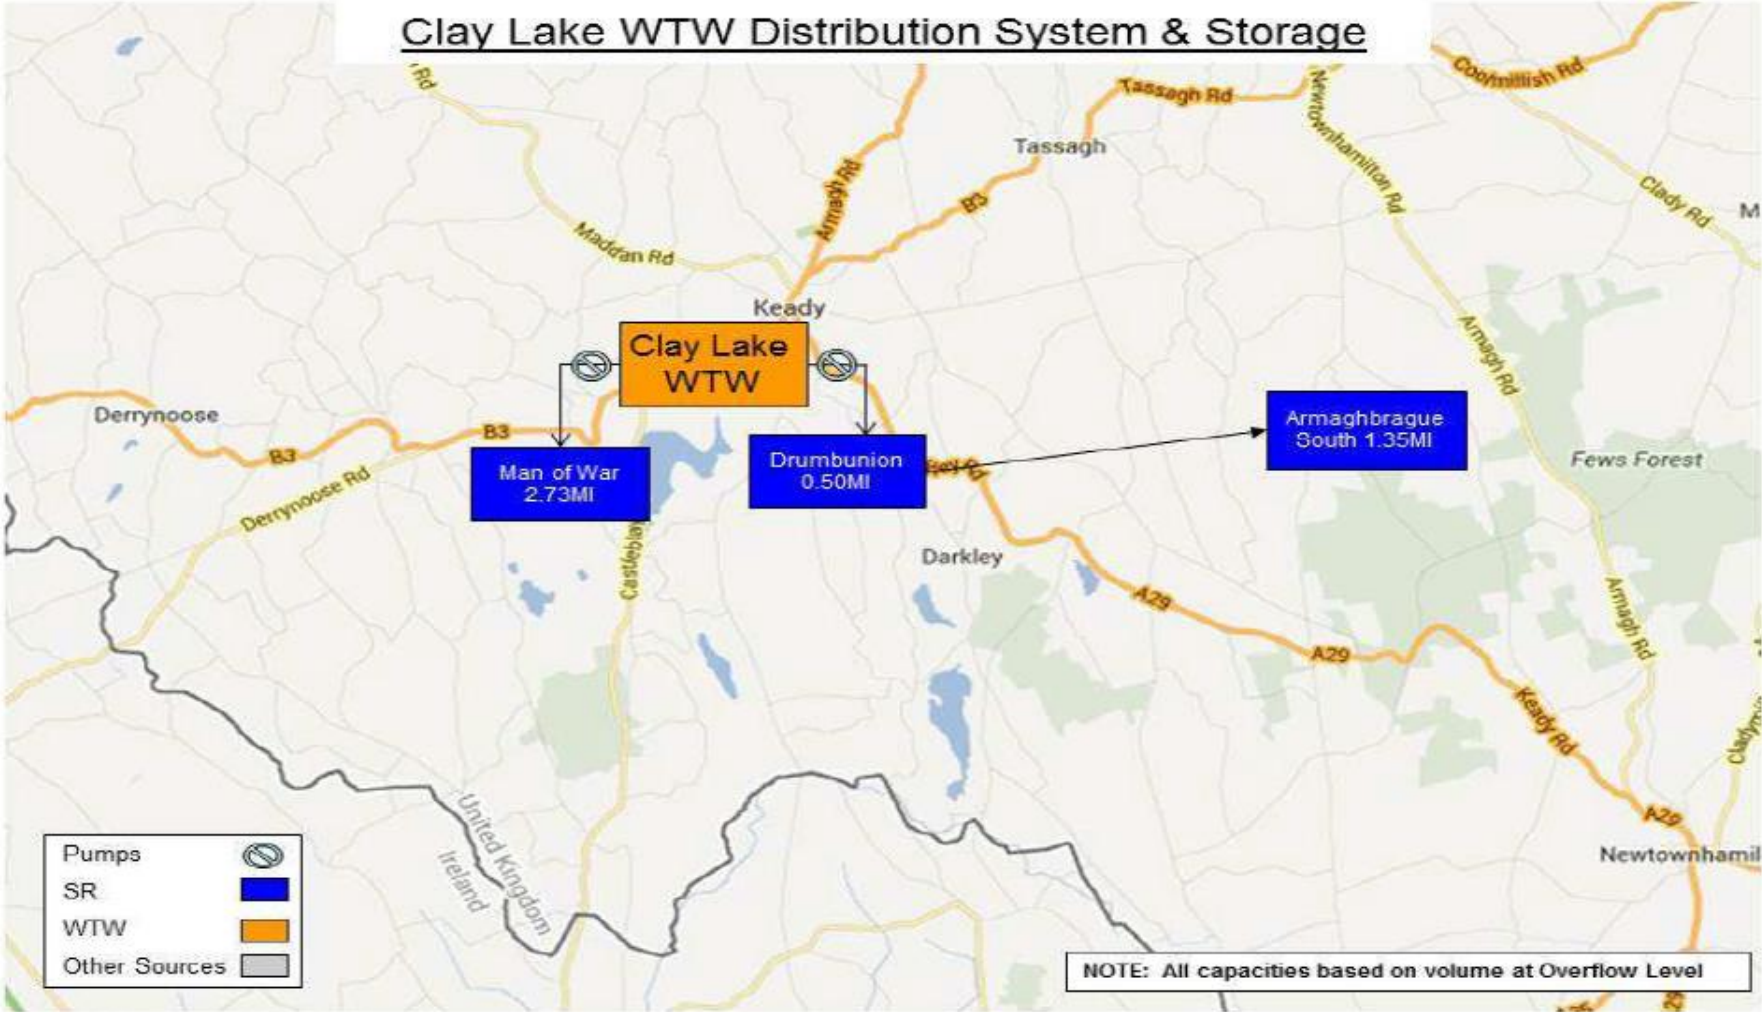 Clay Lake WTW Distribution System & Storage
Rd
Coolmillish Rd
Tassagh Rd
Newtownhamilton Rd
Tassagh
Armagh Rd
B3
Clady Rd
M
Maddan Rd
Keady
Clay Lake
WTW
Armagh Rd
Derrynoose
B3
B3
Armaghbrague
South 1.35Ml
Man of War
2.73Ml
Drumbunion
0.50Ml
Fews Forest
Derrynoose Rd
Castleblay
Darkley
A29
Armagh Rd
A29
Keady Rd
Clady
A29
Newtownhamil
United Kingdom
Ireland
Pumps
SR
WTW
Other Sources
NOTE: All capacities based on volume at Overflow Level